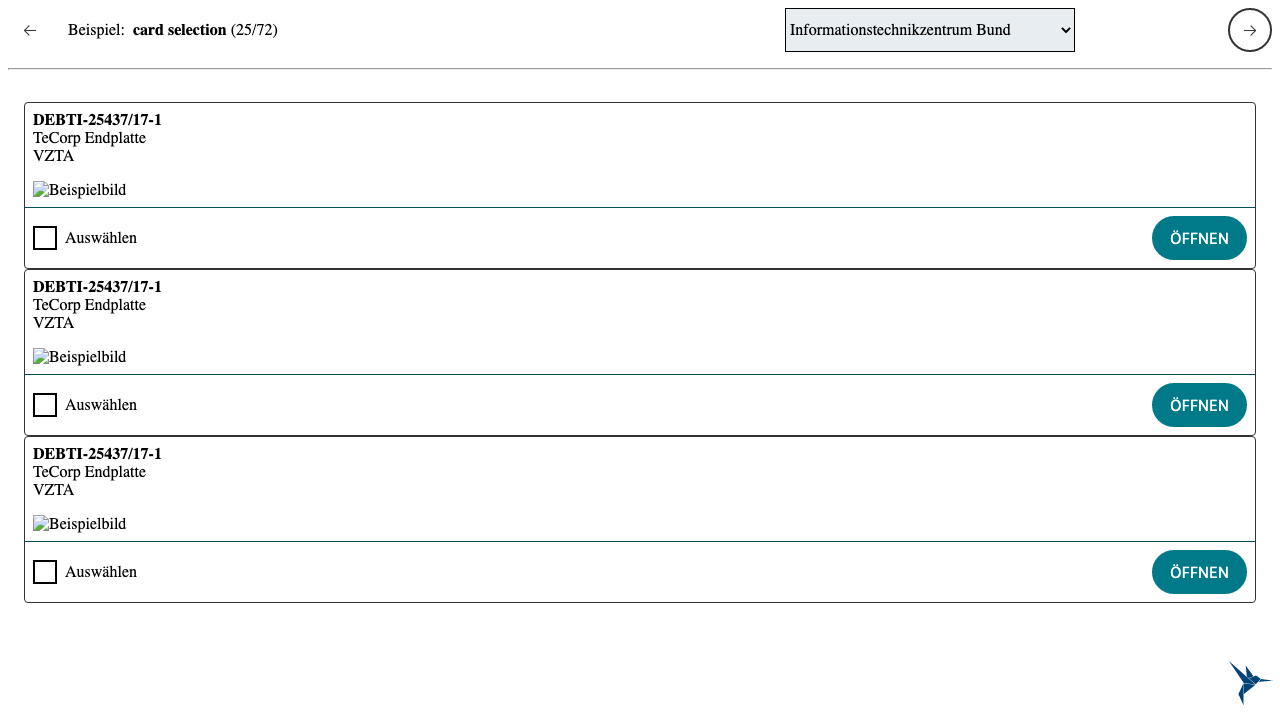 Beispiel: card selection (25/72)
Informationstechnikzentrum Bund
DEBTI-25437/17-1
TeCorp Endplatte
VZTA
Beispielbild
Auswählen
ÖFFNEN
DEBTI-25437/17-1
TeCorp Endplatte
VZTA
Beispielbild
Auswählen
ÖFFNEN
DEBTI-25437/17-1
TeCorp Endplatte
VZTA
Beispielbild
Auswählen
ÖFFNEN